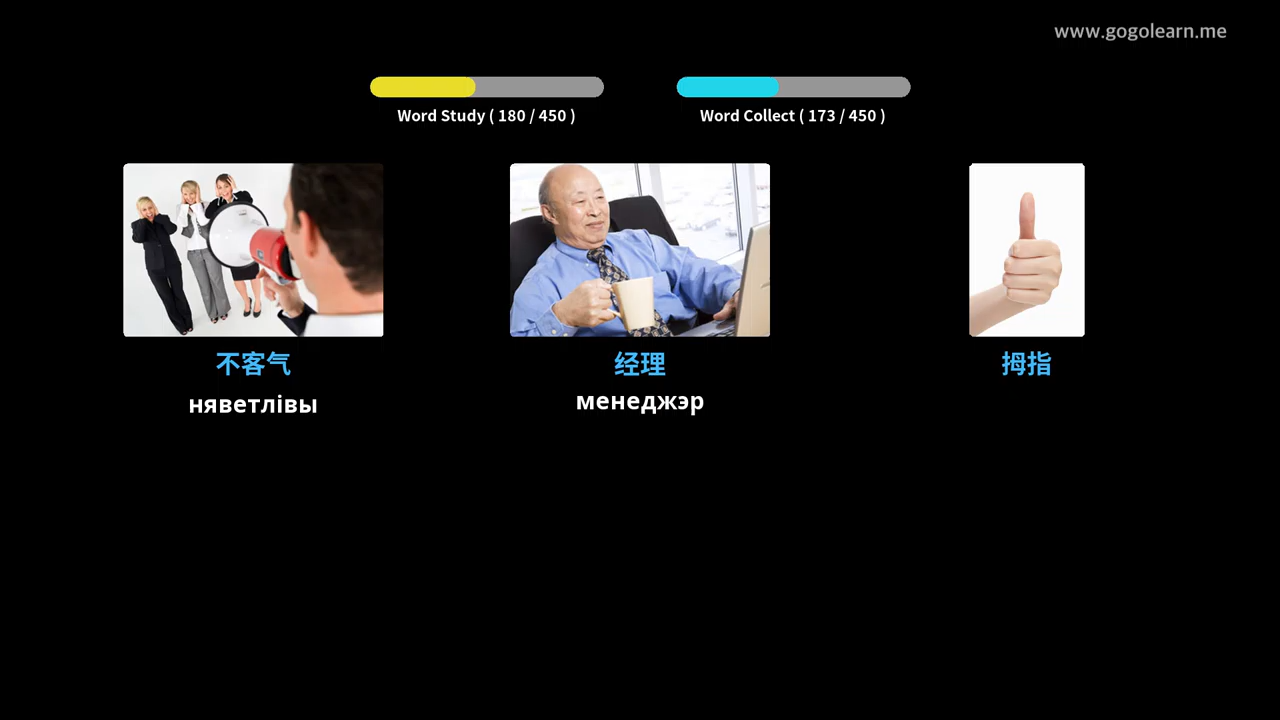 www.gogolearn.me
Word Study ( 180 / 450 )
Word Collect ( 173 / 450 )
不客气
经理
拇指
няветлівы
менеджэр